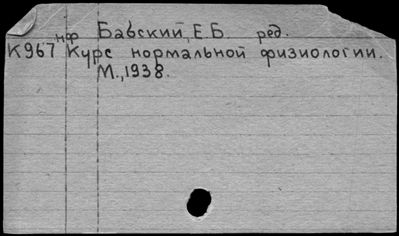 нф Бабский, Е.Б. ред.
К967 Курс нормальной физиологии.
М., 1938.